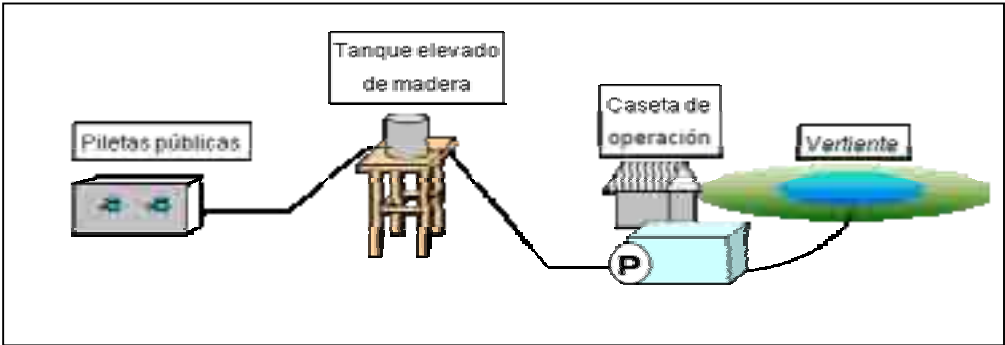 Tanque elevado
de madera
Piletas públicas
Caseta de
operación
Vertiente
P